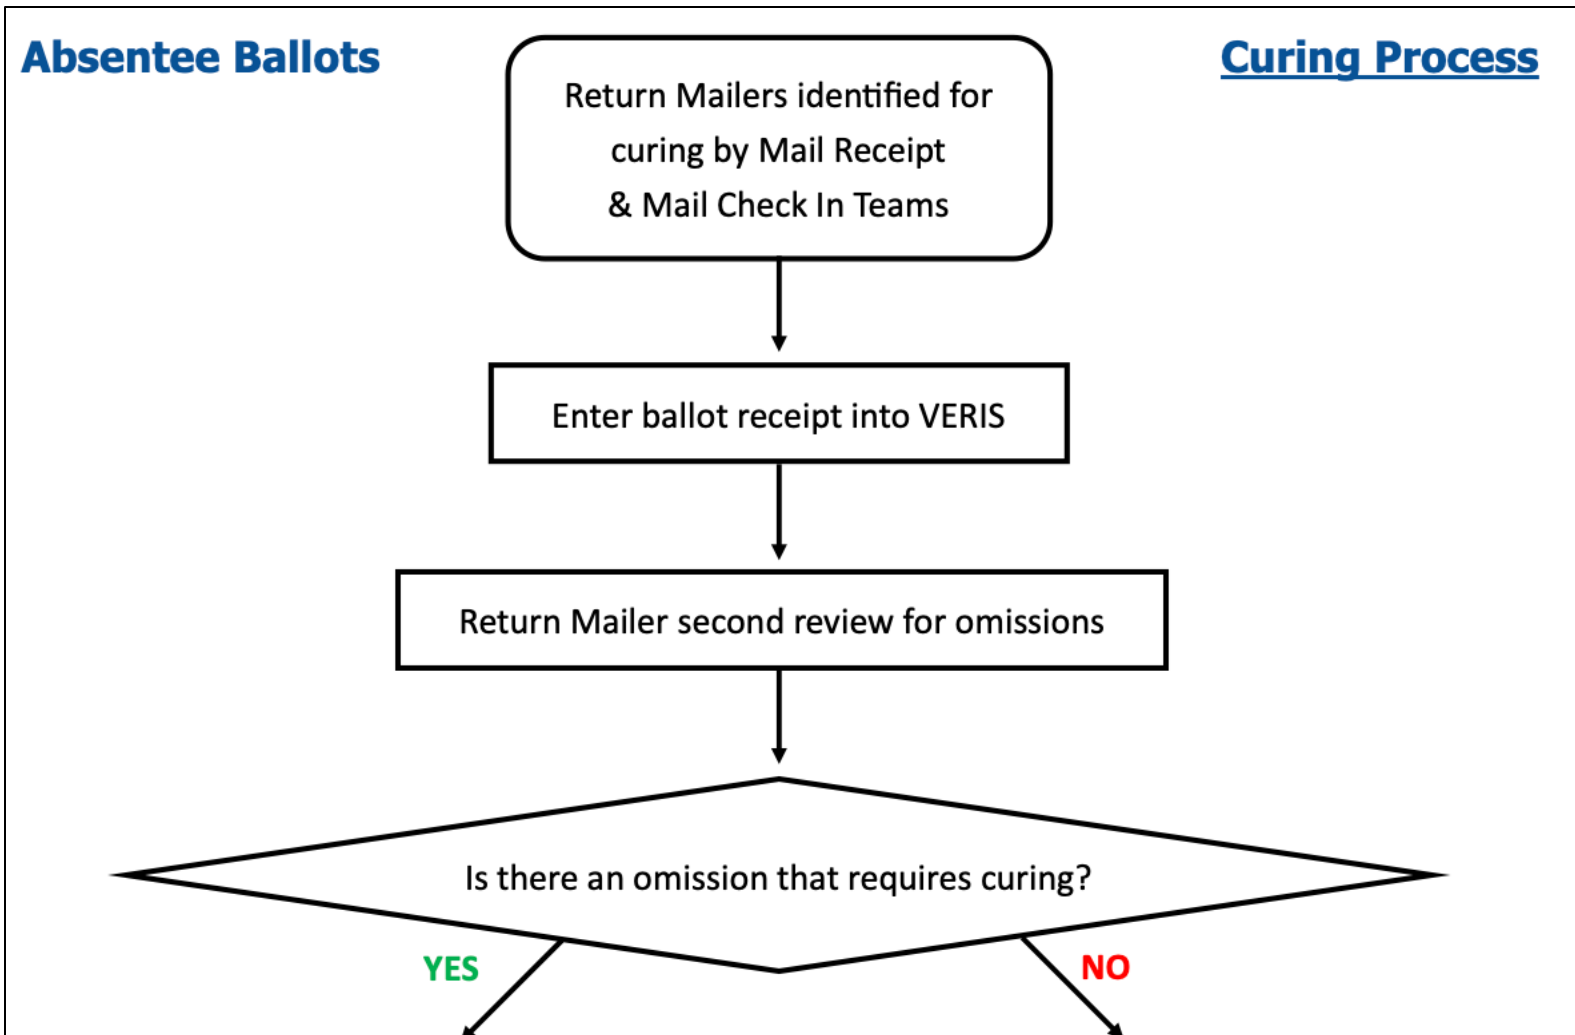 Absentee Ballots
Curing Process
Return Mailers identified for
curing by Mail Receipt
& Mail Check In Teams
Enter ballot receipt into VERIS
Return Mailer second review for omissions
Is there an omission that requires curing?
YES
NO